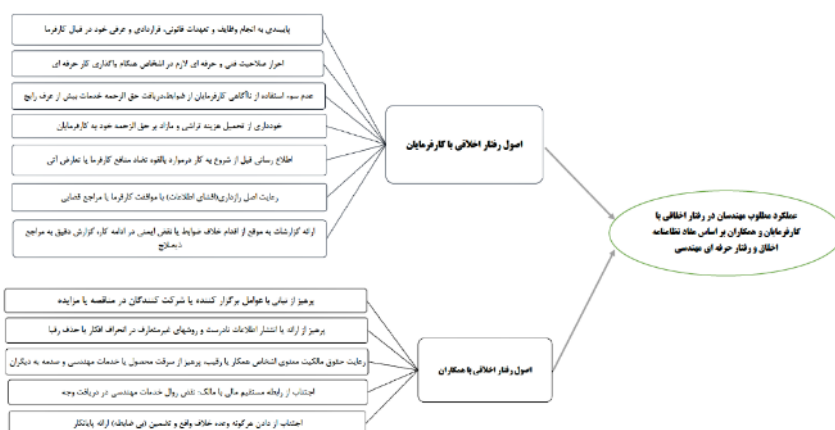 پایبندی به انجام وظایف و تعهدات قانونی، قراردادی و عرفی خود در قبال کارفرما
احراز صلاحیت فنی و حرفه ای لازم در اشخاص هنگام واگذاری کار حرفه ای
عدم سوء استفاده از ناآگاهی کارفرمایان از ضوابط،دریافت حق الزحمه خدمات بیش از عرف رایج
خودداری از تحمیل هزینه تراشی و مازاد بر حق الزحمه خود به کارفرمایان
اطلاع رسانی قبل از شروع به کار درموارد بالقوه تضاد منافع کارفرما یا تعارض آتی
رعایت اصل رازداری(افشای اطلاعات) با موافقت کارفرما یا مراجع قضایی
ارائه گزارشات به موقع از اقدام خلاف ضوابط یا نقض ایمنی در ادامه کار، گزارش دقیق به مراجع
ذیصلاح
اصول رفتار اخلاقی با کارفرمایان
عملکرد مطلوب مهندسان در رفتار اخلاقی با
کارفرمایان و همکاران بر اساس مفاد نظامنامه
اخلاق و رفتار حرفه ای مهندسی
پرهیز از تبانی با عوامل برگزار کننده یا شرکت کنندگان در مناقصه یا مزایده
پرهیز از ارائه یا انتشار اطلاعات نادرست و روشهای غیرمتعارف در انحراف افکار یا حذف رقبا
رعایت حقوق مالکیت معنوی اشخاص همکار یا رقیب، پرهیز از سرقت محصول یا خدمات مهندسی و صدمه به دیگران
اجتناب از رابطه مستقیم مالی با مالک: نقض روال خدمات مهندسی در دریافت وجه
اجتناب از دادن هرگونه وعده خلاف واقع و تضمین (بی ضابطه) ارائه
اصول رفتار اخلاقی با همکاران